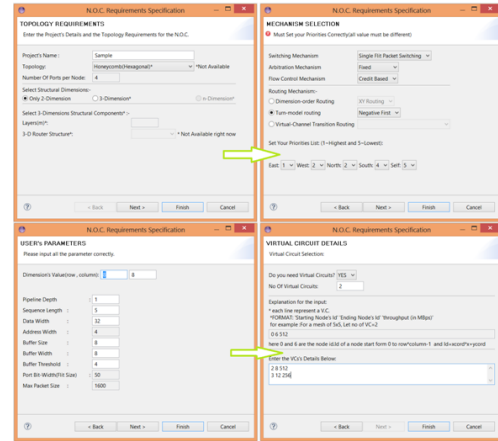 N.O.C. Requirements Specification
TOPOLOGY REQUIREMENTS
Enter the Project's Details and the Topology Requirements for the N.O.C.
Project's Name : Sample
Topology: Honeycomb(Hexagonal)* *Not Available
Number Of Ports per Node: 4
Select Structural Dimensions:-
Only 2-Dimension 3-Dimension* n-Dimension*
Select 3-Dimensions Structural Components* :-
Layers(m)*:
3-D Router Structure*: * Not Available right now
< Back Next > Finish Cancel
N.O.C. Requirements Specification
MECHANISM SELECTION
Must Set your Priorities Correctly(all value must be different)
Switching Mechanism Single Flit Packet Switching
Arbitration Mechanism Fixed
Flow Control Mechanism Credit Based
Routing Mechanism:-
Dimension-order Routing XY Routing
Turn-model routing Negative First
Virtual-Channel Transition Routing
Set Your Priorities List: (1=Highest and 5=Lowest):
East: 1 West: 2 North: 2 South: 4 Self: 5
< Back Next > Finish Cancel
N.O.C. Requirements Specification
USER's PARAMETERS
Please input all the parameter correctly.
Dimension's Value(row , column): 8
Pipeline Depth : 1
Sequence Length : 5
Data Width : 32
Address Width : 4
Buffer Size : 8
Buffer Width : 8
Buffer Threshold : 4
Port Bit-Width(Flit Size) : 50
Max Packet Size : 1600
< Back Next > Finish Cancel
N.O.C. Requirements Specification
VIRTUAL CIRCUIT DETAILS
Virtual Circuit Selection:
Do you need Virtual Circuits? YES
No Of Virtual Circuits: 2
Explanation for the input:
* each line represent a V.C.
*FORMAT: 'Starting Node's Id' 'Ending Node's Id' 'throughput (in MBps)'
for example :For a mesh of 5x5, Let no of VC=2
0 6 512
here 0 and 6 are the node id.Id of a node start form 0 to row*column-1 and Id=xcord*x+ycord
Enter the VCs's Details Below:
2 8 512
3 12 256
< Back Next > Finish Cancel